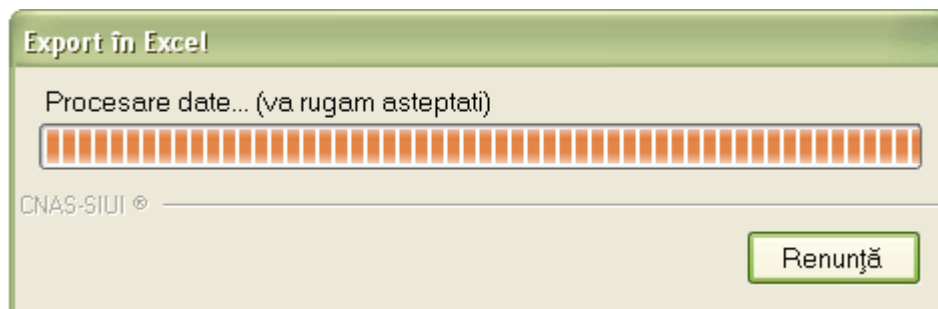 Export în Excel
Procesare date... (va rugam asteptati)
CNAS-SIUI ®
Renunţă